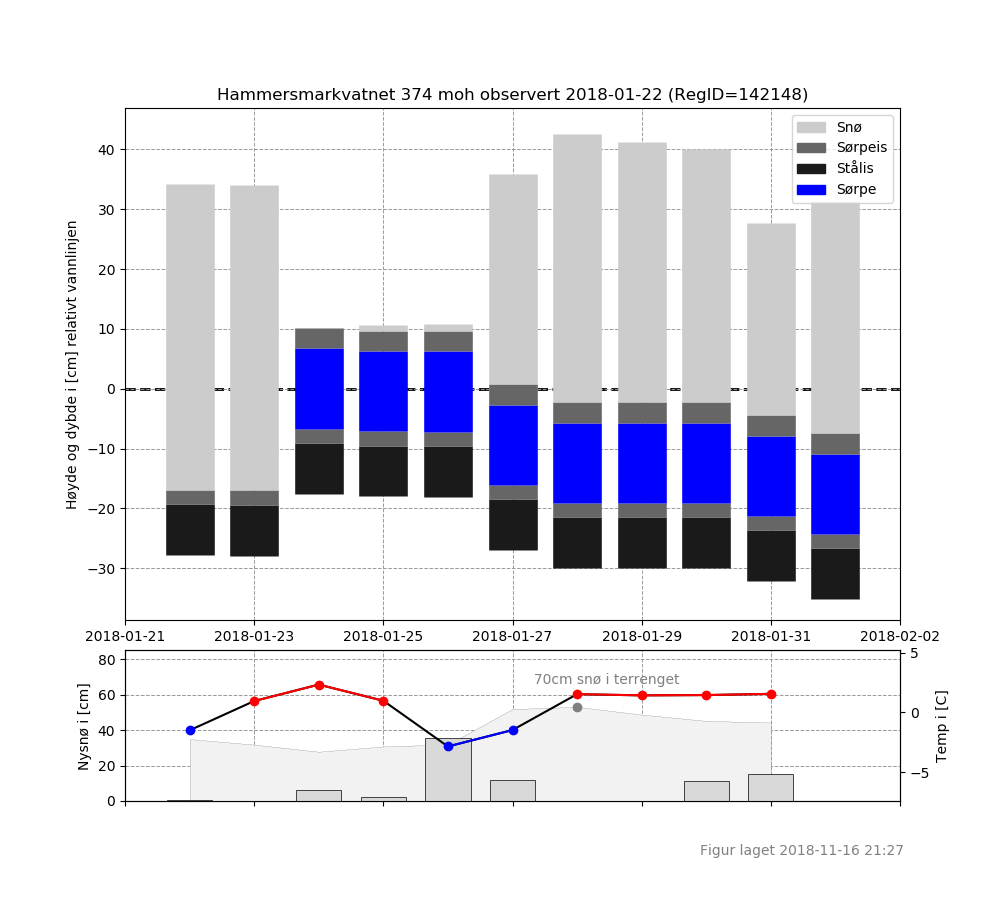 Hammersmarkvatnet 374 moh observert 2018-01-22 (RegID=142148)
Høyde og dybde i [cm] relativt vannlinjen
40
30
20
10
0
−10
−20
−30
Snø
Sørpeis
Stålis
Sørpe
2018-01-21 2018-01-23 2018-01-25 2018-01-27 2018-01-29 2018-01-31 2018-02-02
Nysnø i [cm]
80
60
40
20
0
70cm snø i terrenget
5
0
−5
Temp i [C]
Figur laget 2018-11-16 21:27